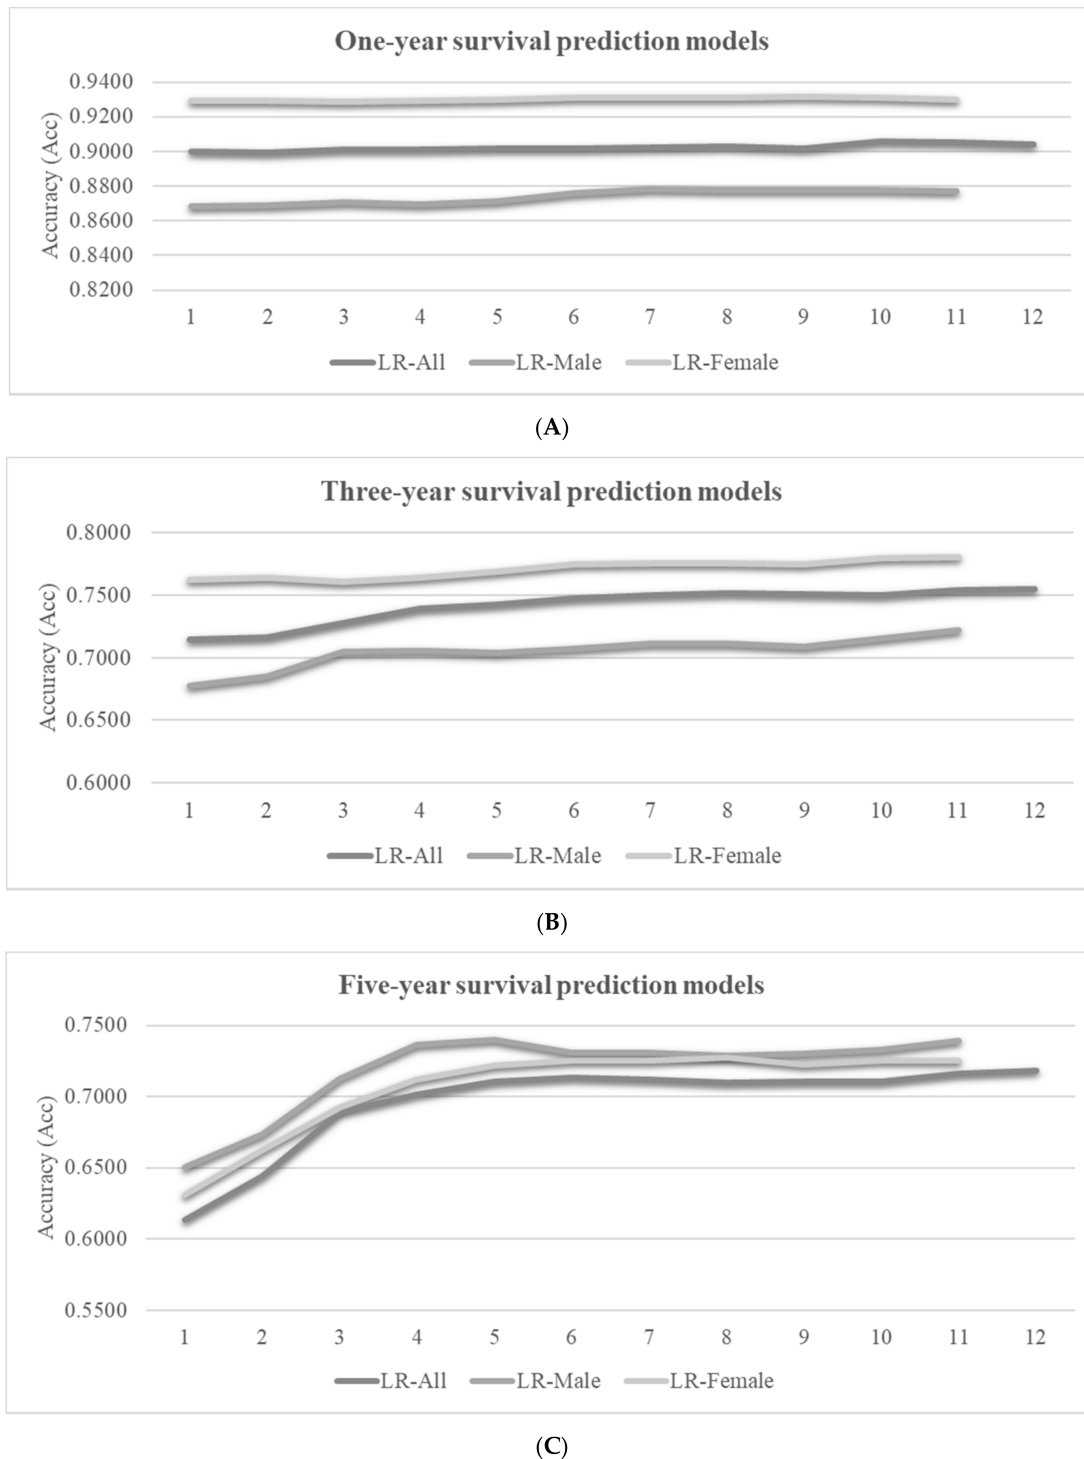 One-year survival prediction models
Accuracy (Acc)
0.9400
0.9200
0.9000
0.8800
0.8600
0.8400
0.8200
1 2 3 4 5 6 7 8 9 10 11 12
LR-All LR-Male LR-Female
(A)
Three-year survival prediction models
Accuracy (Acc)
0.8000
0.7500
0.7000
0.6500
0.6000
1 2 3 4 5 6 7 8 9 10 11 12
LR-All LR-Male LR-Female
(B)
Five-year survival prediction models
Accuracy (Acc)
0.7500
0.7000
0.6500
0.6000
0.5500
1 2 3 4 5 6 7 8 9 10 11 12
LR-All LR-Male LR-Female
(C)